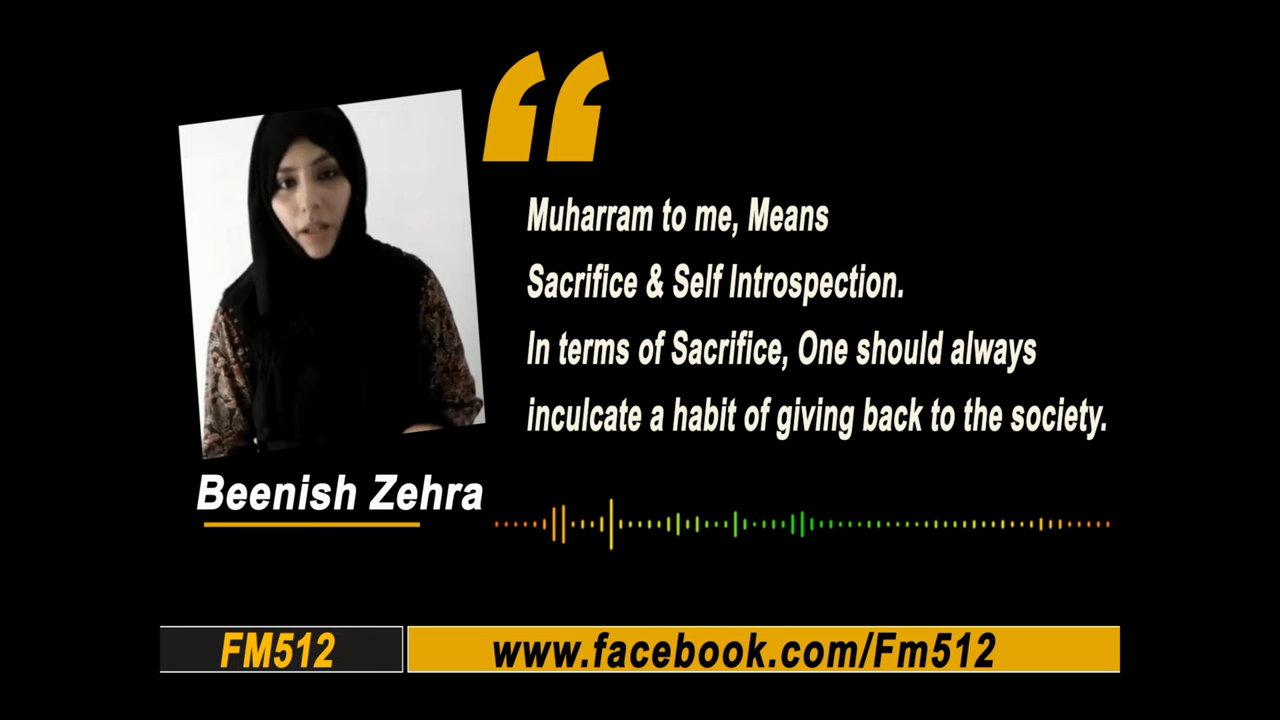 Muharram to me, Means
Sacrifice & Self Introspection.
In terms of Sacrifice, One should always
inculcate a habit of giving back to the society.
Beenish Zehra
FM512
www.facebook.com/Fm512